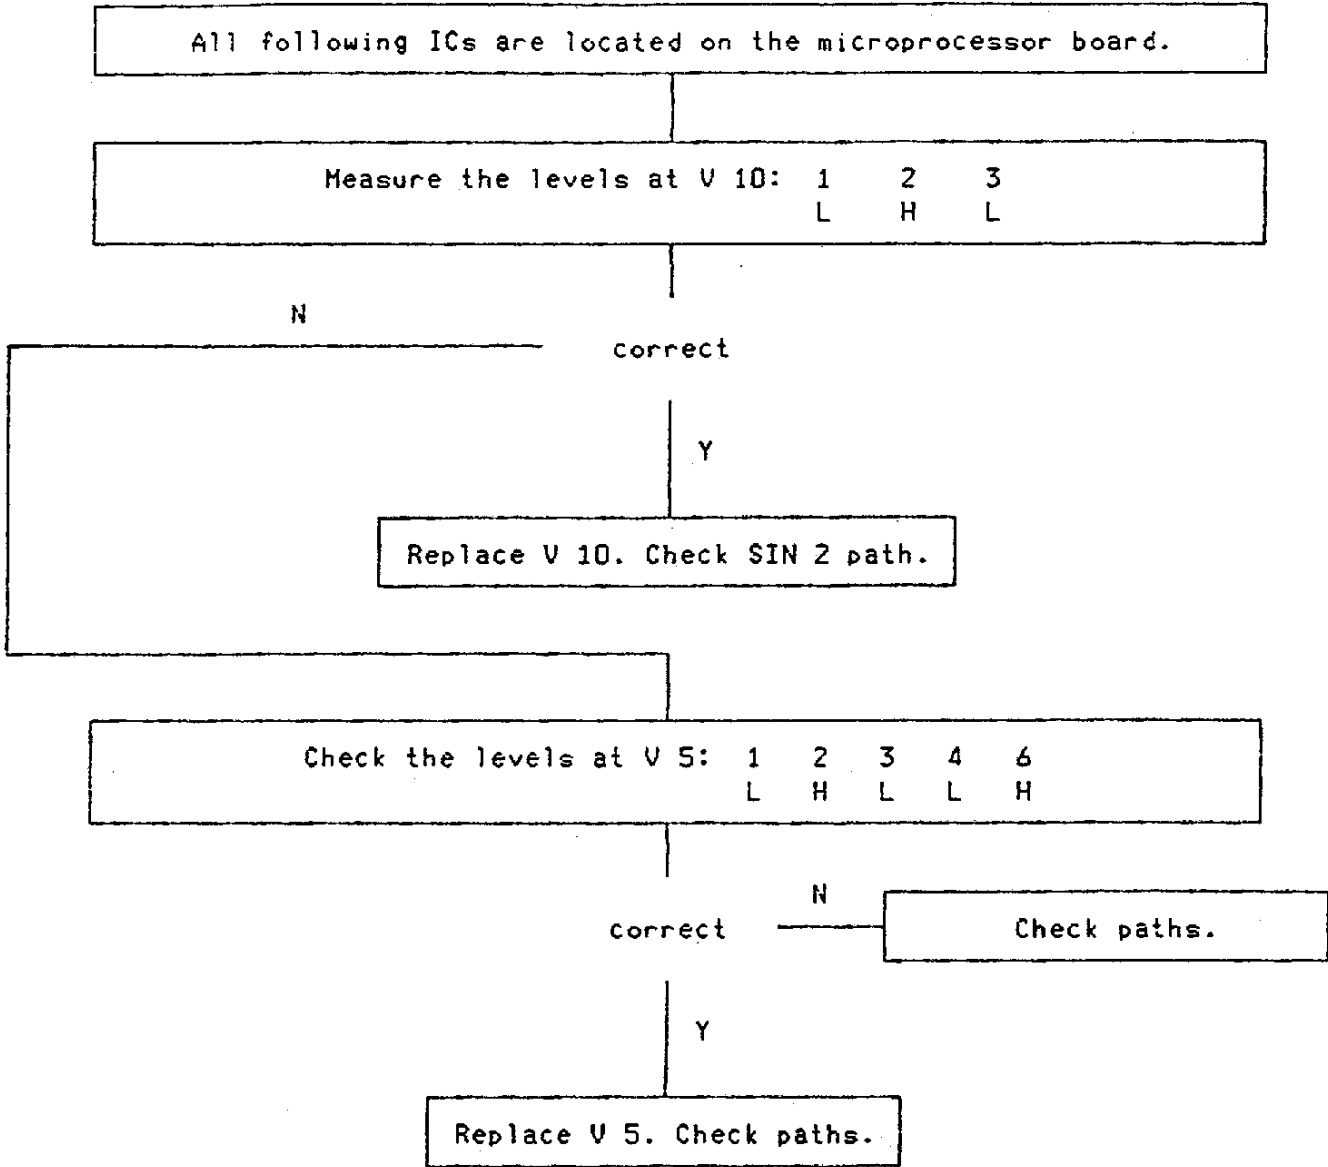 All following ICs are located on the microprocessor board.
Measure the levels at V 10: 1 2 3
L H L
N
correct
Y
Replace V 10. Check SIN 2 path.
Check the levels at V 5: 1 2 3 4 6
L H L L H
N
correct
Check paths.
Y
Replace V 5. Check paths.